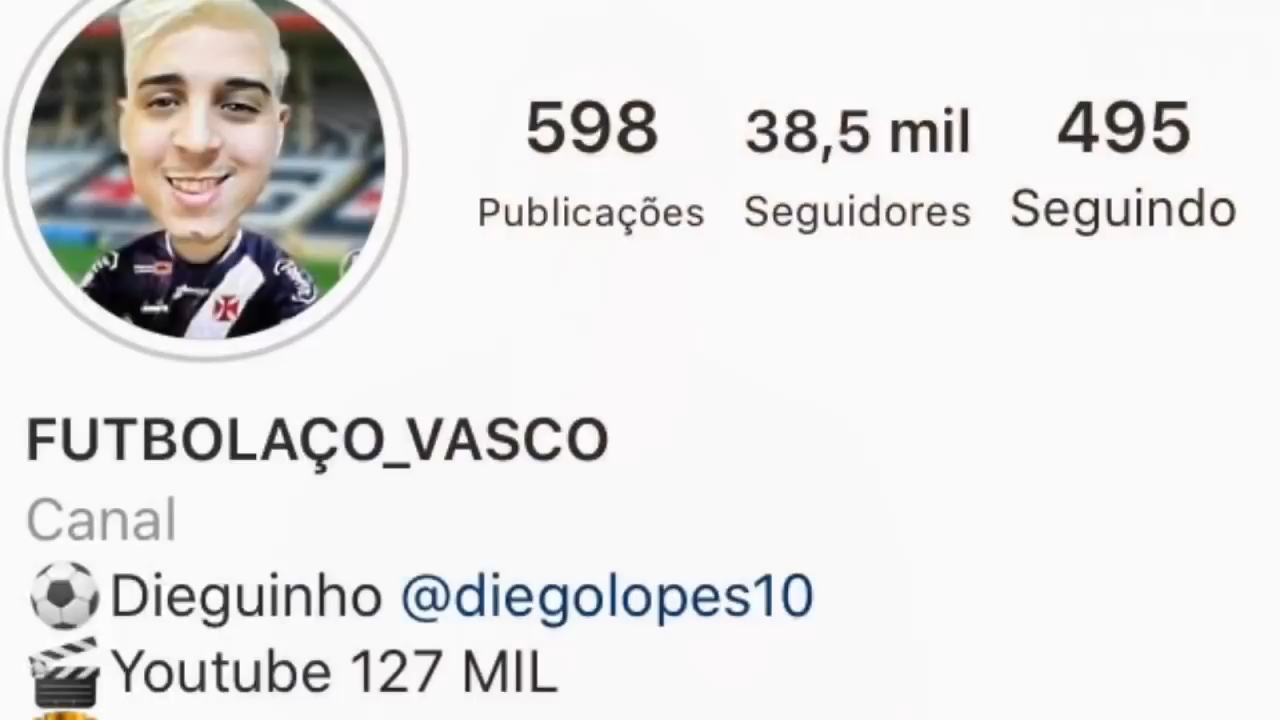 598 38,5 mil 495
Publicações Seguidores Seguindo
FUTBOLAÇO_VASCO
Canal
Dieguinho @diegolopes10
Youtube 127 MIL